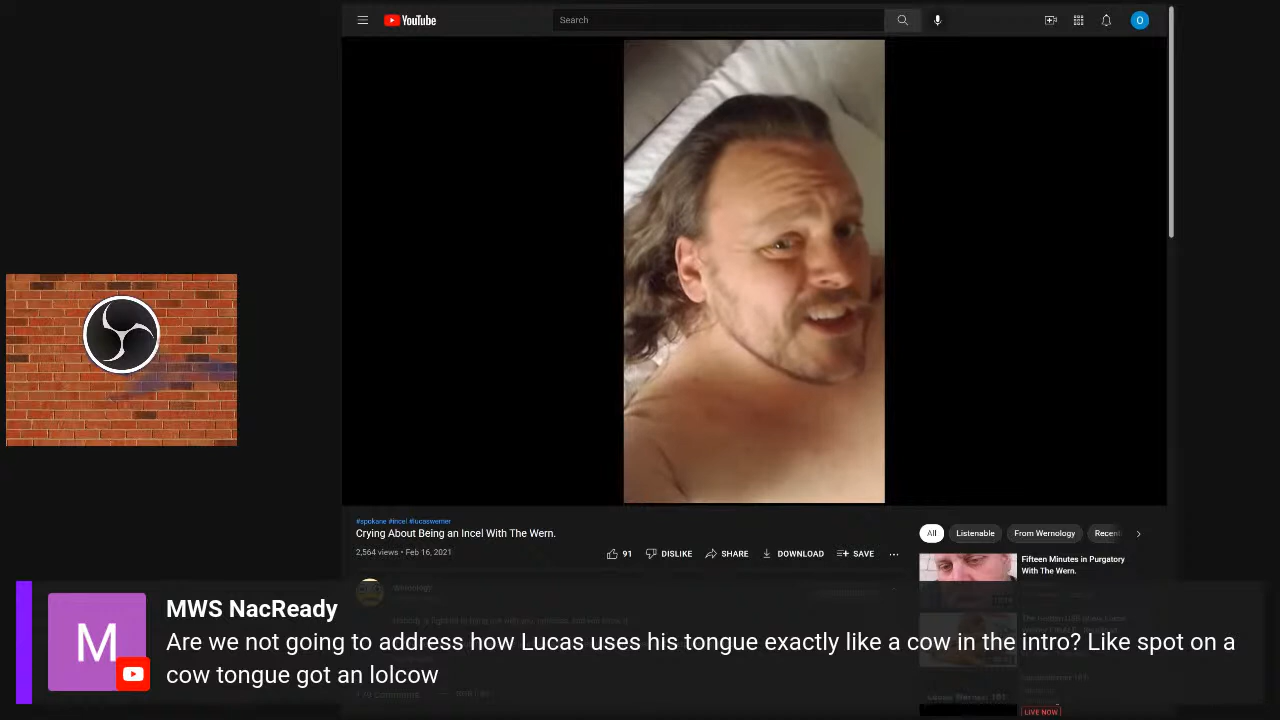 YouTube
Search
O
#spokane #incel #lucaswerner
Crying About Being an Incel With The Wern.
2,564 views • Feb 16, 2021
91
DISLIKE
SHARE
DOWNLOAD
SAVE
All
Listenable
From Wernology
Recent
Fifteen Minutes in Purgatory
With The Wern.
Wernology
M
MWS NacReady
Are we not going to address how Lucas uses his tongue exactly like a cow in the intro? Like spot on a
cow tongue got an lolcow
LIVE NOW